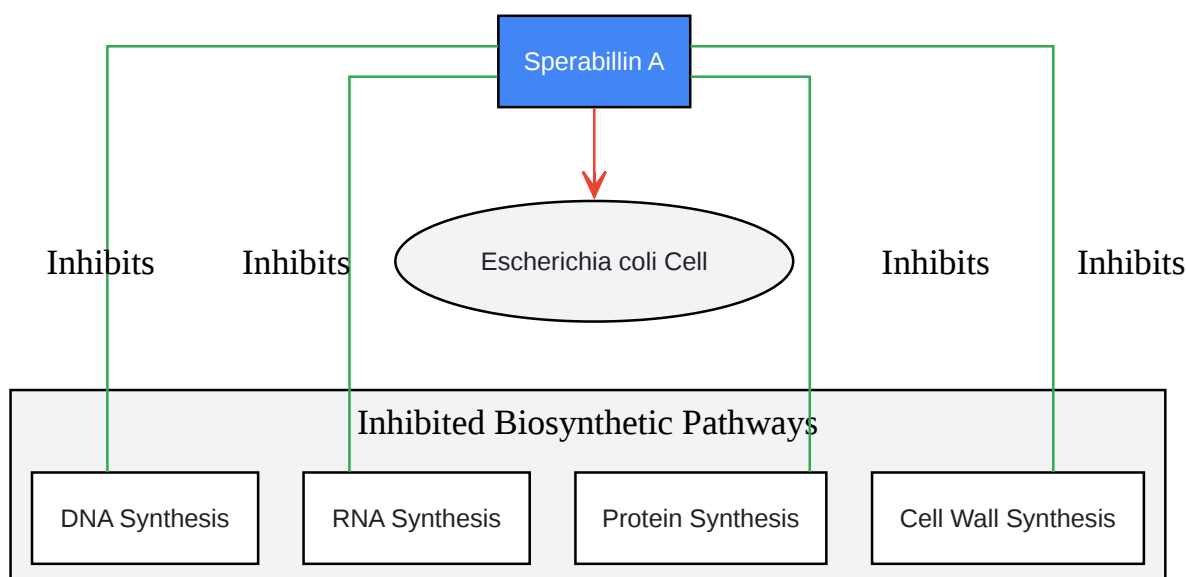 Sperabillin A
Inhibits
Inhibits
Escherichia coli Cell
Inhibits
Inhibits
Inhibited Biosynthetic Pathways
DNA Synthesis
RNA Synthesis
Protein Synthesis
Cell Wall Synthesis